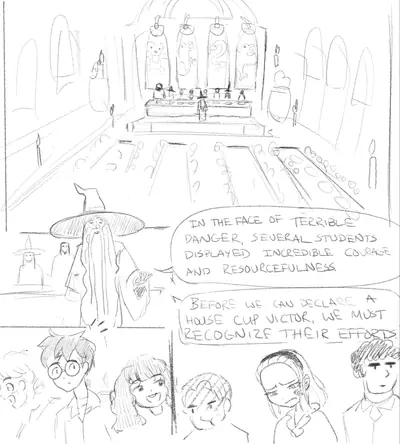 IN THE FACE OF TERRIBLE
DANGER, SEVERAL STUDENTS
DISPLAYED INCREDIBLE COURAGE
AND RESOURCEFULNESS
BEFORE WE CAN DECLARE A
HOUSE CUP VICTOR, WE MUST
RECOGNIZE THEIR EFFORTS